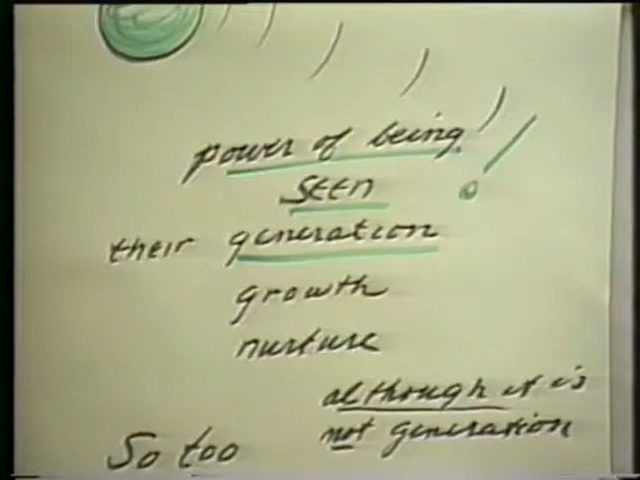 power of being
seen !
their generation
growth
nurture
although it is
So too not generation